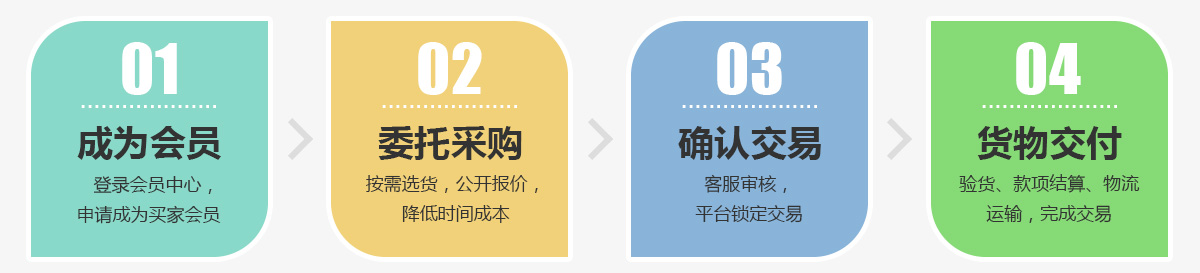 01
成为会员
登录会员中心，
申请成为买家会员
02
委托采购
按需选货，公开报价，
降低时间成本
03
确认交易
客服审核，
平台锁定交易
04
货物交付
验货、款项结算、物流
运输，完成交易